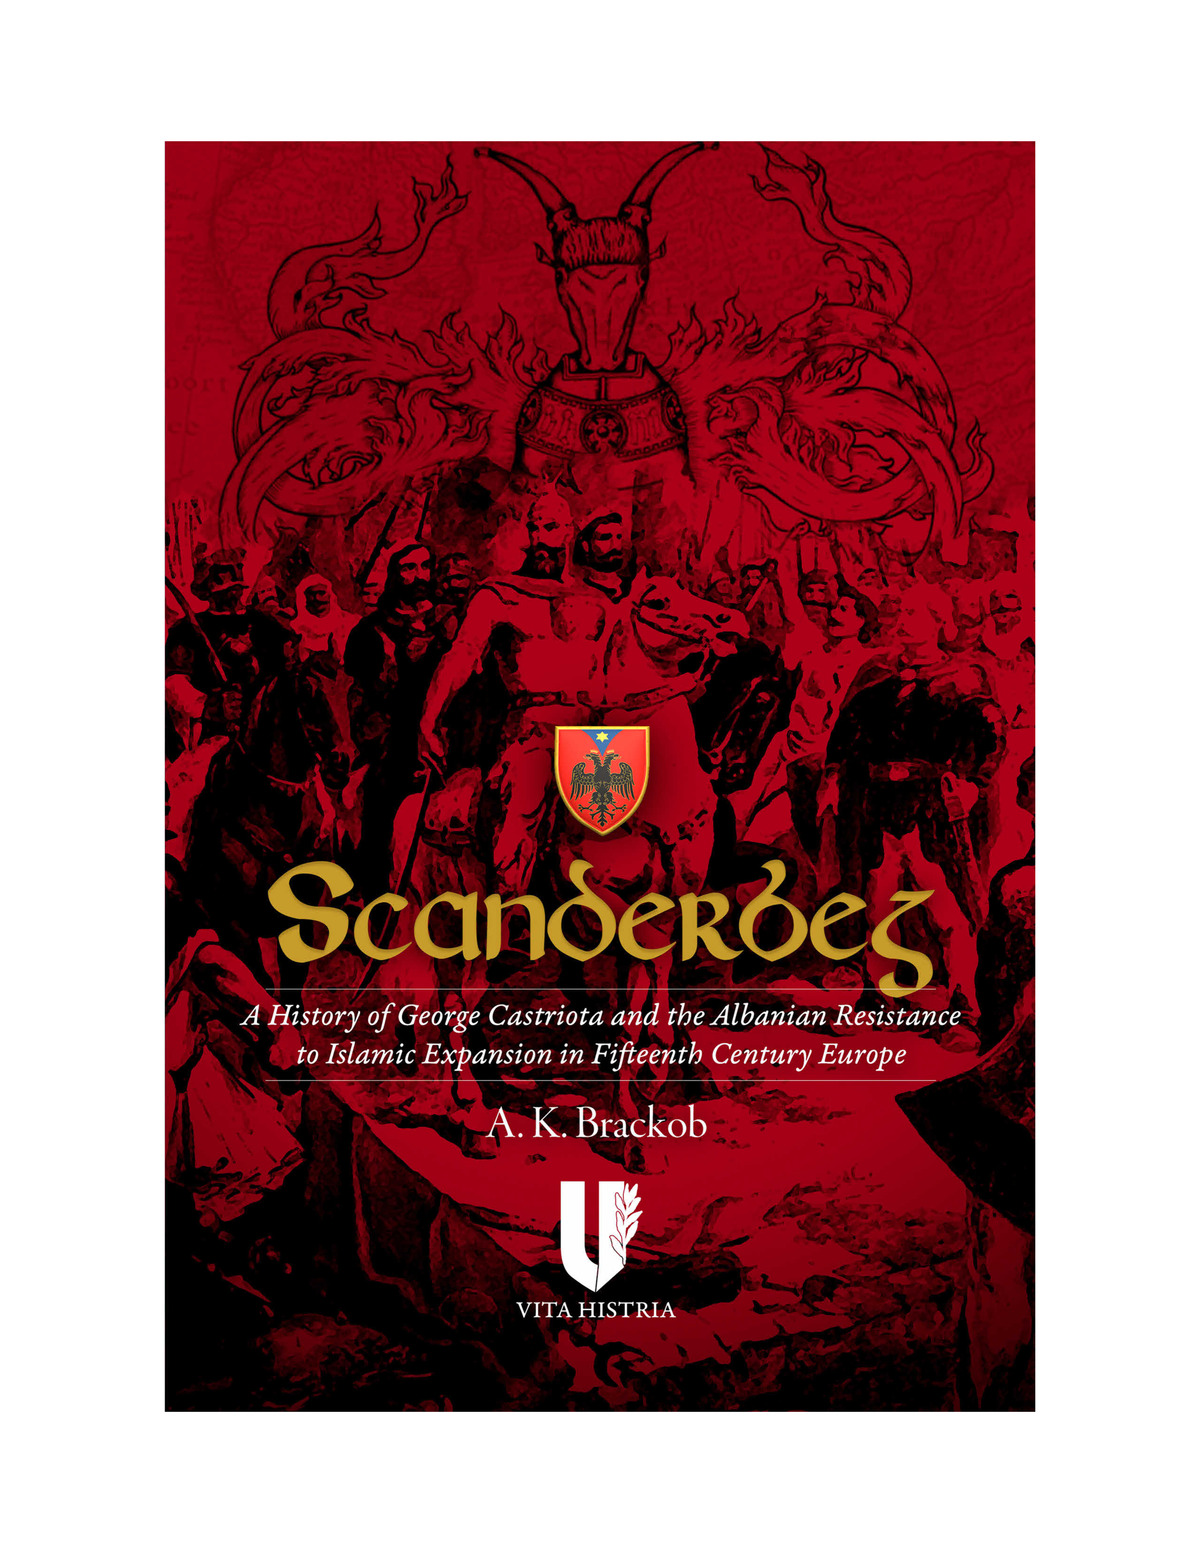 Scanderbeg
A History of George Castriota and the Albanian Resistance
to Islamic Expansion in Fifteenth Century Europe
A. K. Brackob
VITA HISTRIA